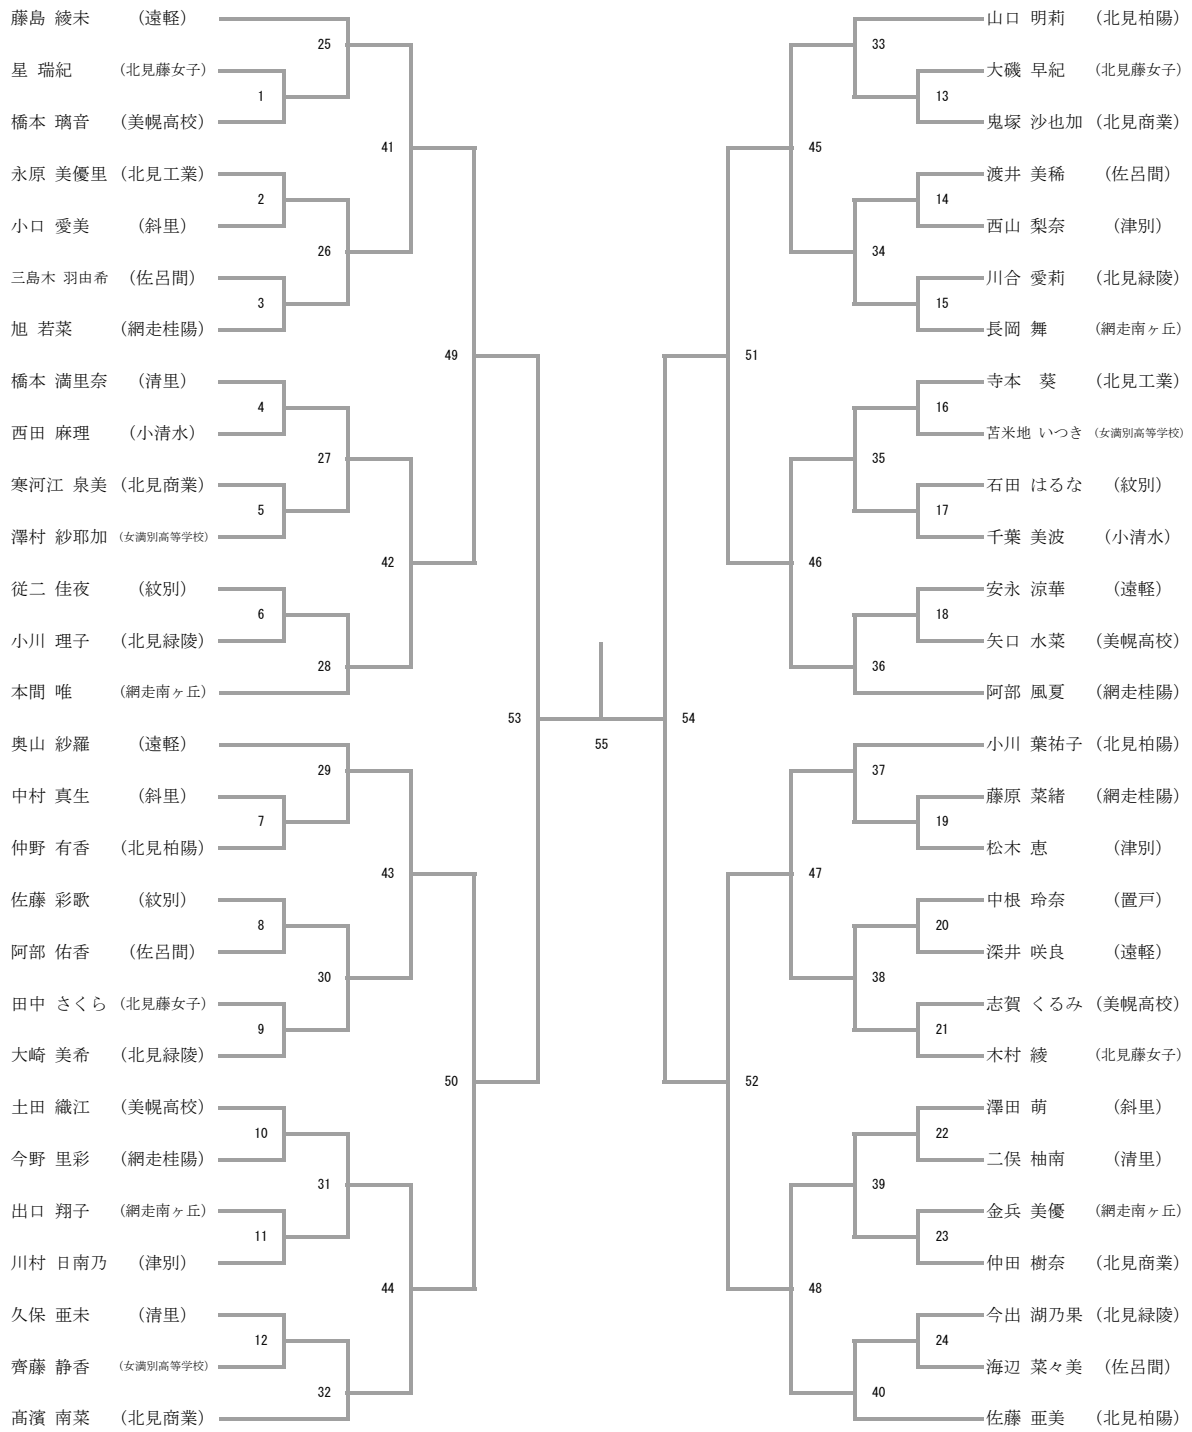 藤島 綾未 （遠軽）
25
星 瑞紀 （北見藤女子）
1
橋本 璃音 （美幌高校）
41
永原 美優里 （北見工業）
2
小口 愛美 （斜里）
26
三島木 羽由希 （佐呂間）
3
旭 若菜 （網走桂陽）
49
橋本 満里奈 （清里）
4
西田 麻理 （小清水）
27
寒河江 泉美 （北見商業）
5
澤村 紗耶加 （女満別高等学校）
42
従二 佳夜 （紋別）
6
小川 理子 （北見緑陵）
28
本間 唯 （網走南ヶ丘）
53
奥山 紗羅 （遠軽）
29
中村 真生 （斜里）
7
仲野 有香 （北見柏陽）
43
佐藤 彩歌 （紋別）
8
阿部 佑香 （佐呂間）
30
田中 さくら （北見藤女子）
9
大崎 美希 （北見緑陵）
50
土田 織江 （美幌高校）
10
今野 里彩 （網走桂陽）
31
出口 翔子 （網走南ヶ丘）
11
川村 日南乃 （津別）
44
久保 亜未 （清里）
12
齊藤 静香 （女満別高等学校）
32
髙濱 南菜 （北見商業）
55
山口 明莉 （北見柏陽）
33
大磯 早紀 （北見藤女子）
13
鬼塚 沙也加 （北見商業）
45
渡井 美稀 （佐呂間）
14
西山 梨奈 （津別）
34
川合 愛莉 （北見緑陵）
15
長岡 舞 （網走南ヶ丘）
51
寺本 葵 （北見工業）
16
苫米地 いつき （女満別高等学校）
35
石田 はるな （紋別）
17
千葉 美波 （小清水）
46
安永 涼華 （遠軽）
18
矢口 水菜 （美幌高校）
36
阿部 風夏 （網走桂陽）
54
小川 葉祐子 （北見柏陽）
37
藤原 菜緒 （網走桂陽）
19
松木 恵 （津別）
47
中根 玲奈 （置戸）
20
深井 咲良 （遠軽）
38
志賀 くるみ （美幌高校）
21
木村 綾 （北見藤女子）
52
澤田 萌 （斜里）
22
二俣 柚南 （清里）
39
金兵 美優 （網走南ヶ丘）
23
仲田 樹奈 （北見商業）
48
今出 湖乃果 （北見緑陵）
24
海辺 菜々美 （佐呂間）
40
佐藤 亜美 （北見柏陽）